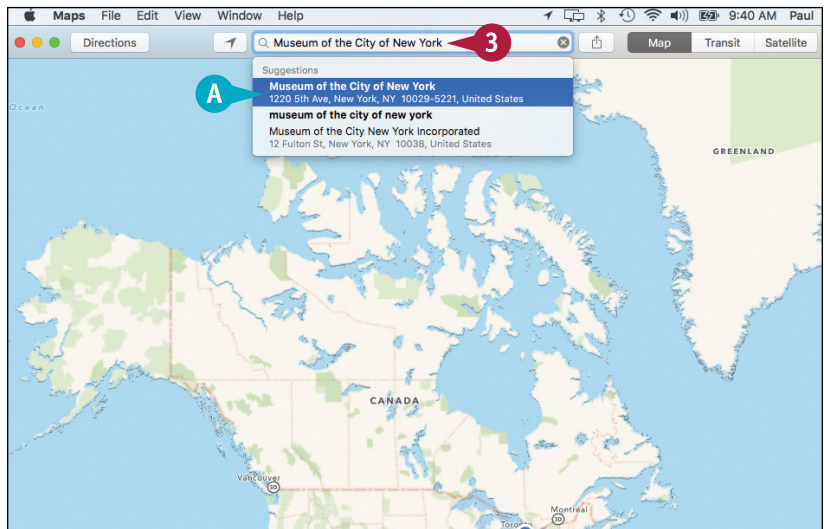 Maps File Edit View Window Help 9:40 AM Paul
Directions Museum of the City of New York 3 Map Transit Satellite
Suggestions
A Museum of the City of New York
1220 5th Ave, New York, NY 10029-5221, United States
museum of the city of new york
Museum of the City New York Incorporated
12 Fulton St, New York, NY 10038, United States
Ocean
GREENLAND
CANADA
Vancouver
3D
Montréal
3D
Toronto